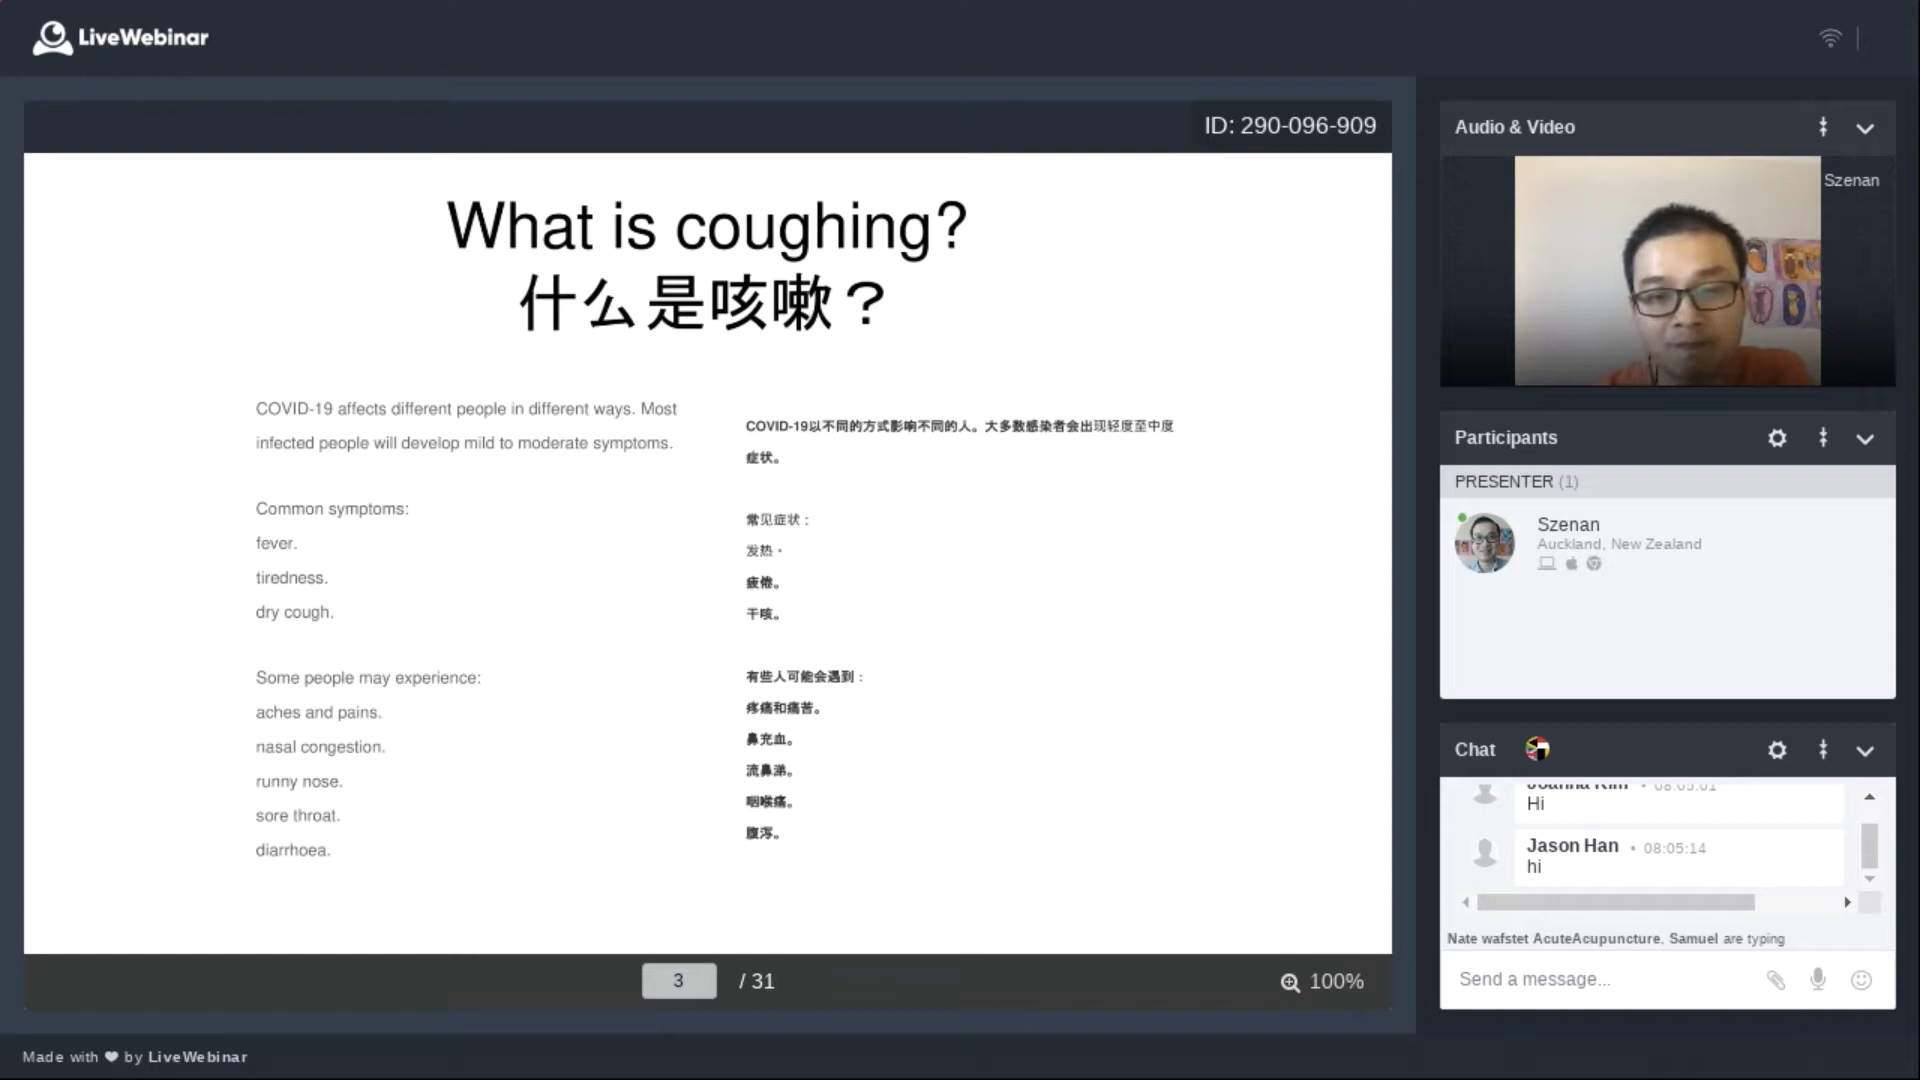 LiveWebinar
ID: 290-096-909
What is coughing?
什么是咳嗽？
COVID-19 affects different people in different ways. Most
infected people will develop mild to moderate symptoms.
Common symptoms:
fever.
tiredness.
dry cough.
Some people may experience:
aches and pains.
nasal congestion.
runny nose.
sore throat.
diarrhoea.
COVID-19以不同的方式影响不同的人。大多数感染者会出现轻度至中度
症状。
常见症状：
发热。
疲倦。
干咳。
有些人可能会遇到：
疼痛和痛苦。
鼻充血。
流鼻涕。
咽喉痛。
腹泻。
3 / 31
100%
Audio & Video
Szenan
Participants
PRESENTER (1)
Szenan
Auckland, New Zealand
Chat
Joanna Kim • 08:05:01
Hi
Jason Han • 08:05:14
hi
Nate wafstet AcuteAcupuncture, Samuel are typing
Send a message...
Made with ❤ by LiveWebinar